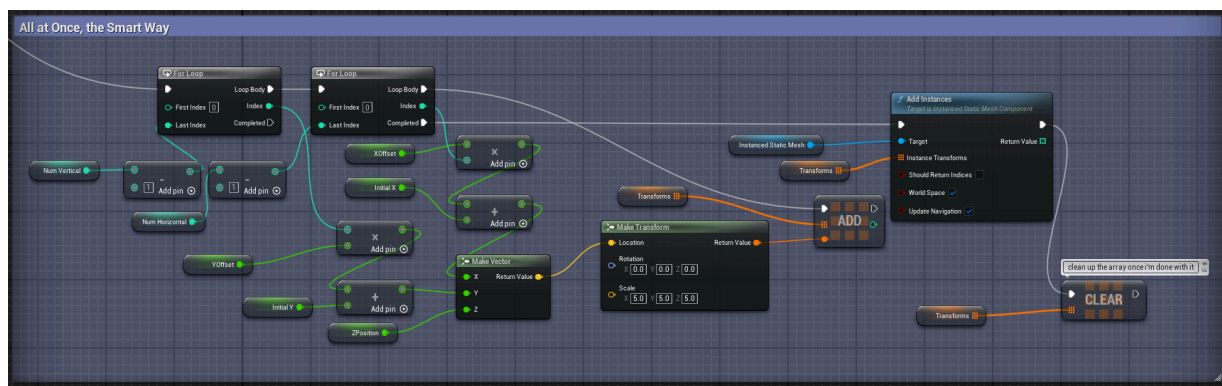 All at Once, the Smart Way
For Loop
Loop Body
First Index 0
Index
Last Index
Completed
For Loop
Loop Body
First Index 0
Index
Last Index
Completed
Num Vertical
-
1 Add pin
-
1 Add pin
Num Horizontal
XOffset
×
Add pin
Initial X
+
Add pin
YOffset
×
Add pin
Initial Y
+
Add pin
ZPosition
Make Vector
X Return Value
Y
Z
Make Transform
Location Return Value
Rotation
X 0.0 Y 0.0 Z 0.0
Scale
X 5.0 Y 5.0 Z 5.0
Transforms
ADD
Instanced Static Mesh
Transforms
Add Instances
Target is Instanced Static Mesh Component
Target Return Value
Instance Transforms
Should Return Indices
World Space
Update Navigation
clean up the array once i'm done with it
CLEAR
Transforms